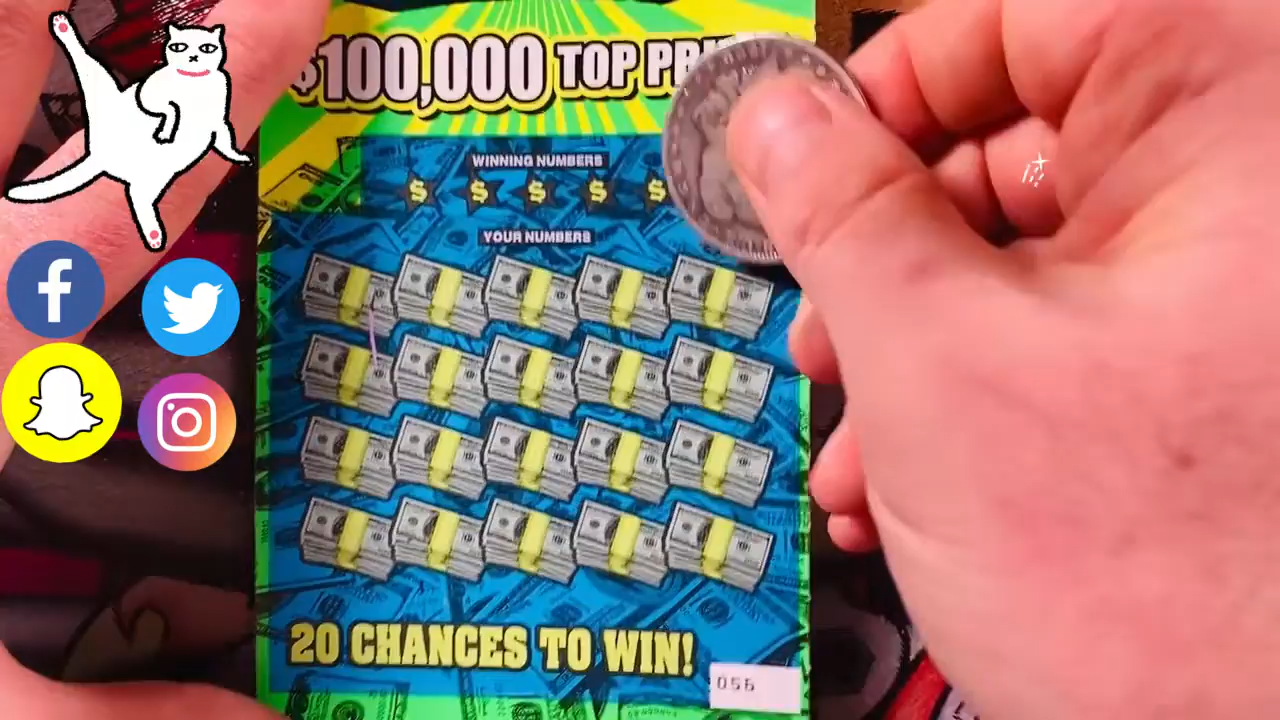 $100,000 TOP PRI
WINNING NUMBERS
$ $ $ $ $
YOUR NUMBERS
20 CHANCES TO WIN!
056